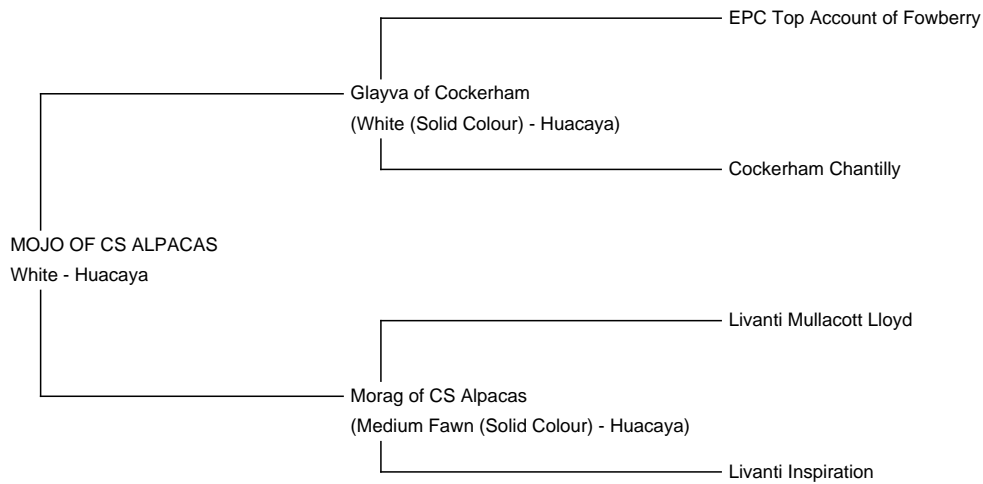 EPC Top Account of Fowberry
Glayva of Cockerham
(White (Solid Colour) - Huacaya)
Cockerham Chantilly
MOJO OF CS ALPACAS
White - Huacaya
Livanti Mullacott Lloyd
Morag of CS Alpacas
(Medium Fawn (Solid Colour) - Huacaya)
Livanti Inspiration